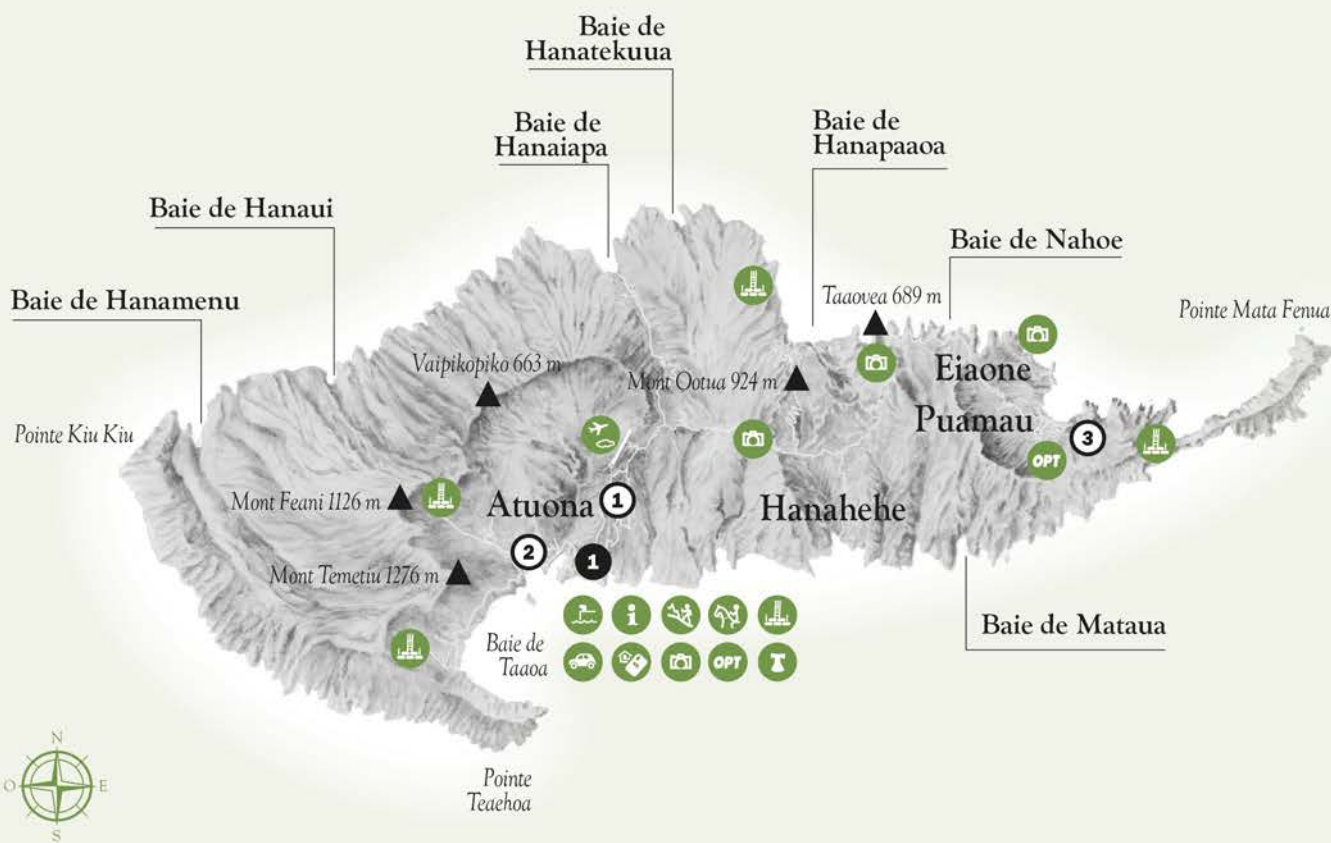 Baie de
Hanatekuua
Baie de
Hanaiapa
Baie de
Hanapaaoa
Baie de Hanaui
Baie de Nahoe
Baie de Hanamenu
Taaovea 689 m
Pointe Mata Fenua
Vaipikopiko 663 m
Mont Ootua 924 m
Eiaone
Puamau
Pointe Kiu Kiu
3
OPT
Mont Feani 1126 m
Atuona
1
Hanahehe
2
1
Mont Temetiu 1276 m
i
Baie de
Taaoa
OPT
Baie de Mataua
Pointe
Teaehoa
N
O
E
S